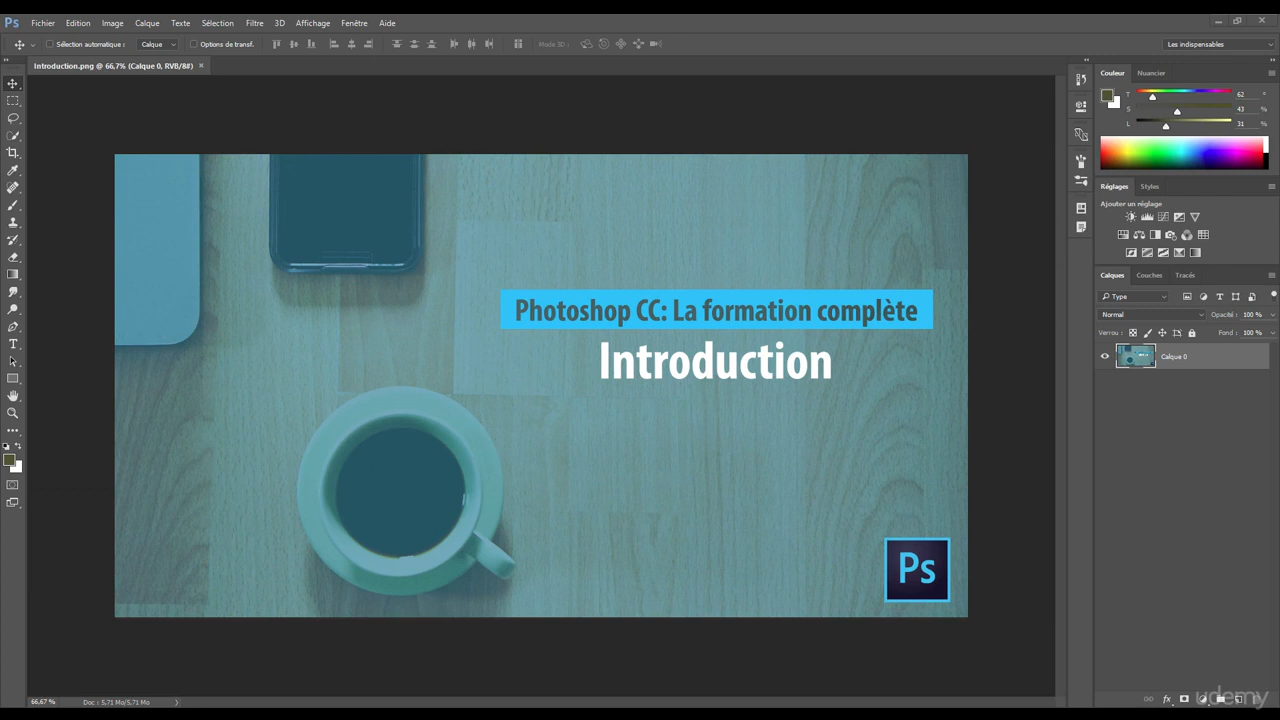 Ps Fichier Edition Image Calque Texte Sélection Filtre 3D Affichage Fenêtre Aide
Sélection automatique : Calque Options de transf. Mode 3D : Les indispensables
Introduction.png @ 66,7% (Calque 0, RVB/8#) ×
Couleur Nuancier
T 62 °
S 43 %
L 31 %
Réglages Styles
Ajouter un réglage
Calques Couches Tracés
Type
Normal Opacité : 100 %
Verrou : Fond : 100 %
Calque 0
Photoshop CC: La formation complète
Introduction
Ps
66,67 % Doc : 5,71 Mo/5,71 Mo
fx
udemy